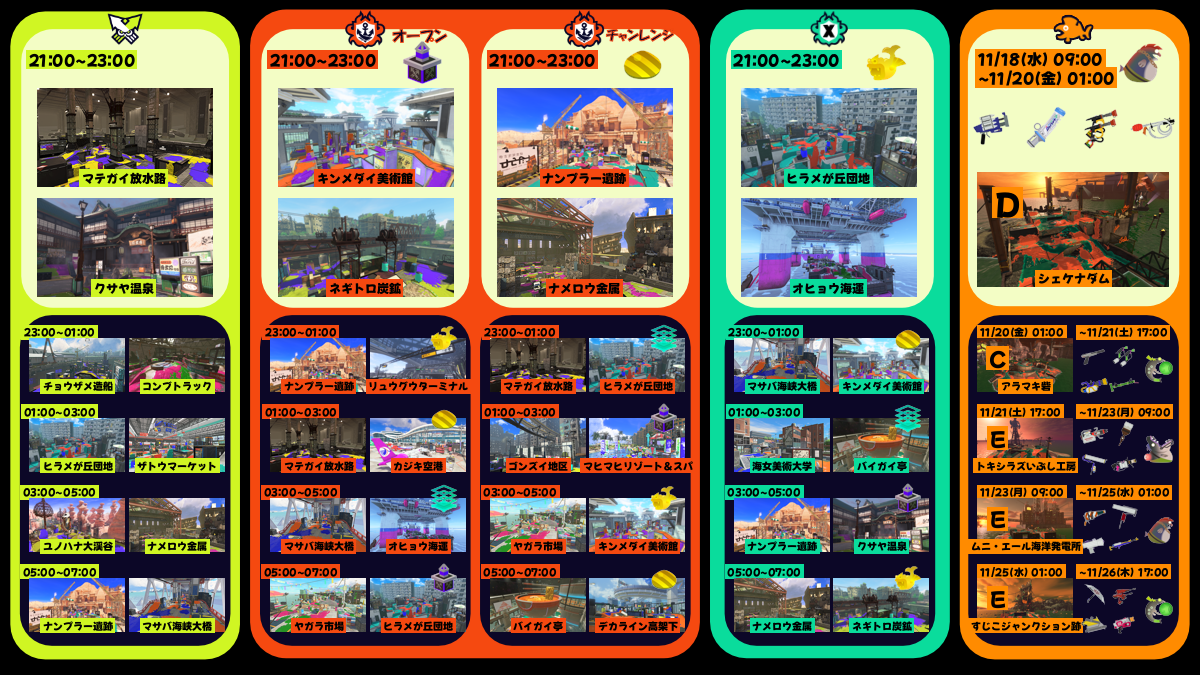 21:00~23:00
マテガイ放水路
クサヤ温泉
23:00~01:00
チョウザメ造船
コンブトラック
01:00~03:00
ヒラメが丘団地
ザトウマーケット
03:00~05:00
ユノハナ大渓谷
ナメロウ金属
05:00~07:00
ナンプラー遺跡
マサバ海峡大橋
オープン
21:00~23:00
キンメダイ美術館
ネギトロ炭鉱
23:00~01:00
ナンプラー遺跡
リュウグウターミナル
01:00~03:00
マテガイ放水路
カジキ空港
03:00~05:00
マサバ海峡大橋
オヒョウ海運
05:00~07:00
ヤガラ市場
ヒラメが丘団地
チャレンジ
21:00~23:00
ナンプラー遺跡
ナメロウ金属
23:00~01:00
マテガイ放水路
ヒラメが丘団地
01:00~03:00
ゴンズイ地区
マヒマヒリゾート&スパ
03:00~05:00
ヤガラ市場
キンメダイ美術館
05:00~07:00
バイガイ亭
デカライン高架下
X
21:00~23:00
ヒラメが丘団地
オヒョウ海運
23:00~01:00
マサバ海峡大橋
キンメダイ美術館
01:00~03:00
海女美術大学
バイガイ亭
03:00~05:00
ナンプラー遺跡
クサヤ温泉
05:00~07:00
ナメロウ金属
ネギトロ炭鉱
11/18(水) 09:00
~11/20(金) 01:00
D
シェケナダム
11/20(金) 01:00
~11/21(土) 17:00
C
アラマキ砦
11/21(土) 17:00
~11/23(月) 09:00
E
トキシラズいぶし工房
11/23(月) 09:00
~11/25(水) 01:00
E
ムニ・エール海洋発電所
11/25(水) 01:00
~11/26(木) 17:00
E
すじこジャンクション跡